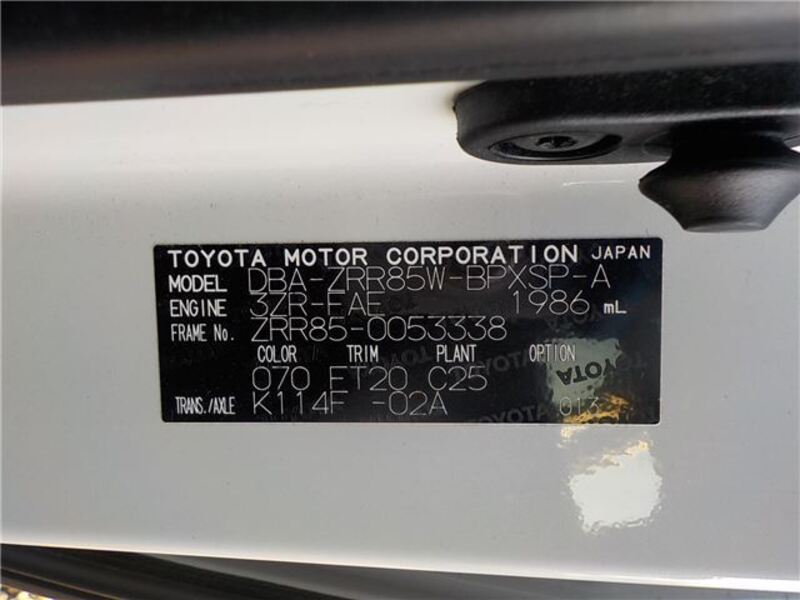 TOYOTA MOTOR CORPORATION JAPAN
MODEL DBA-ZRR85W-BPXSP-A
ENGINE 3ZR-FAE 1986 mL
FRAME No. ZRR85-0053338
COLOR TRIM PLANT OPTION
070 FT20 C25
TRANS./AXLE K114F -02A 013
TOYOTA